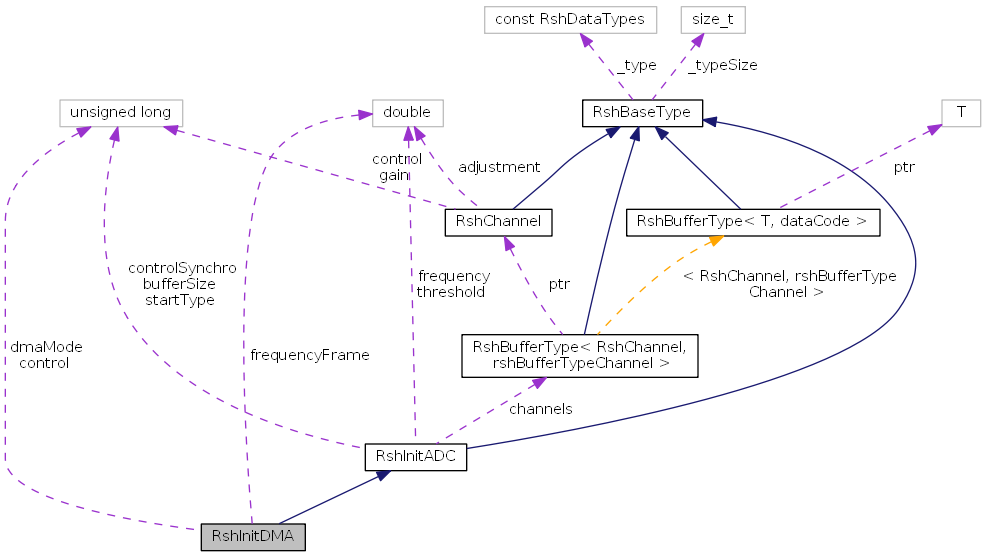 const RshDataTypes
size_t
_type
_typeSize
unsigned long
double
RshBaseType
T
control
gain
adjustment
ptr
RshChannel
RshBufferType< T, dataCode >
controlSynchro
bufferSize
startType
frequency
threshold
ptr
< RshChannel, rshBufferType
Channel >
dmaMode
control
frequencyFrame
RshBufferType< RshChannel,
rshBufferTypeChannel >
channels
RshInitADC
RshInitDMA